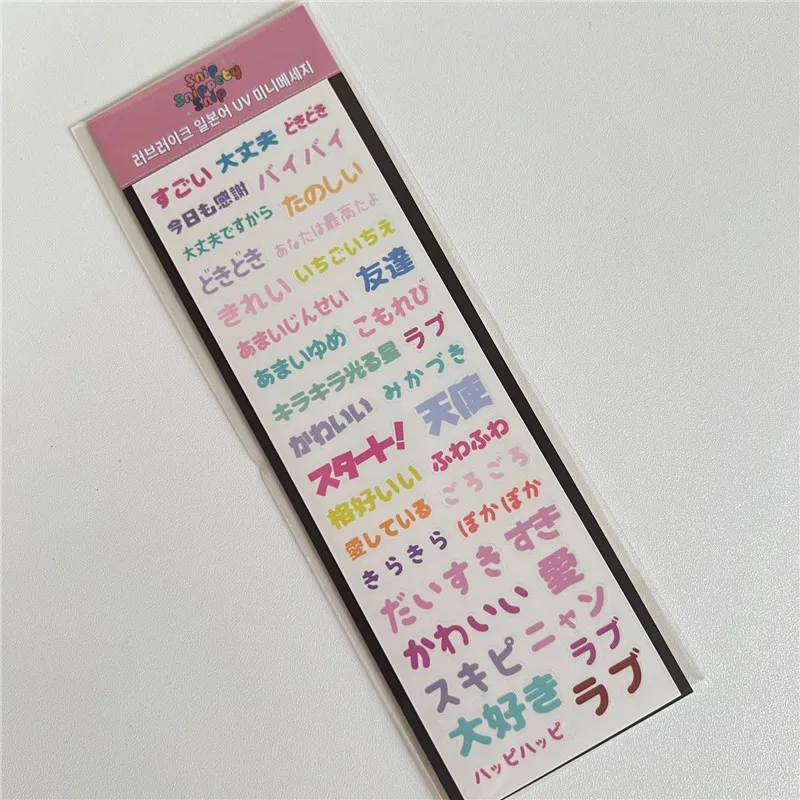 Snip
Snippety
Snip
러브러이크 일본어 UV 미니메세지
すごい 大丈夫 どきどき
今日も感謝 バイバイ
大丈夫ですから たのしい
どきどき あなたは最高だよ
きれい いちごいちえ
あまいじんせい 友達
あまいゆめ こもれび
キラキラ光る星 ラブ
かわいい みかづき
スタート! 天使
格好いい ふわふわ
愛している ごろごろ
きらきら ぽかぽか
だいすき すき
かわいい 愛
スキピ ニャン
大好き ラブ
ラブ
ハッピハッピ